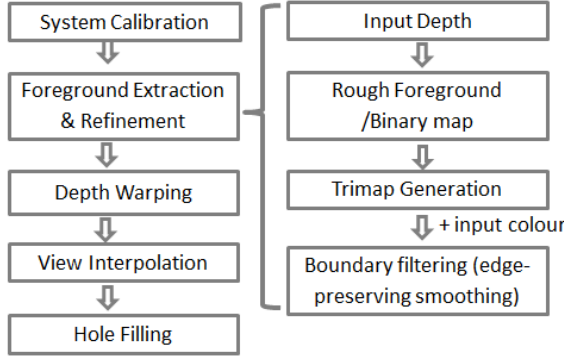 System Calibration
Foreground Extraction
& Refinement
Depth Warping
View Interpolation
Hole Filling
Input Depth
Rough Foreground
/Binary map
Trimap Generation
+ input colour
Boundary filtering (edge-
preserving smoothing)